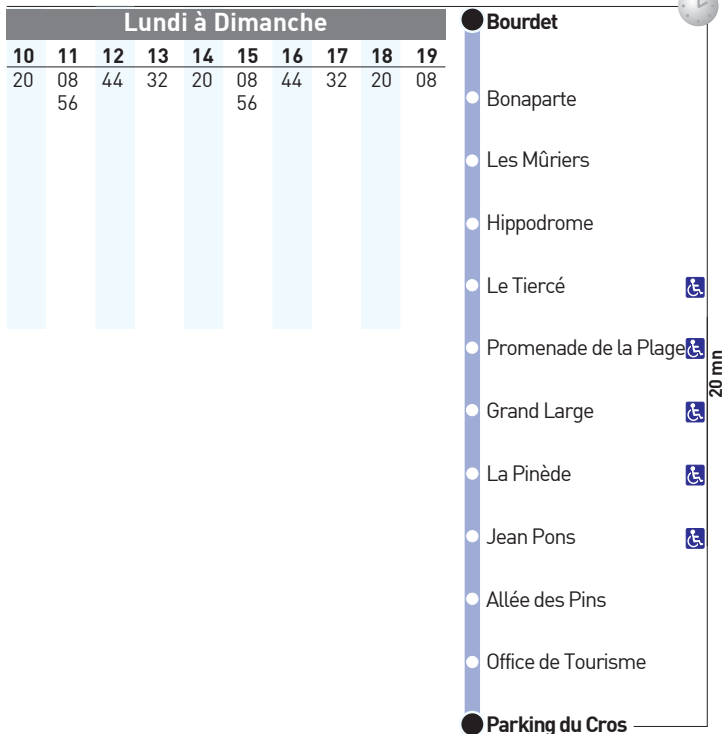 Lundi à Dimanche
10 11 12 13 14 15 16 17 18 19
20 08 44 32 20 08 44 32 20 08
56 56
Bourdet
Bonaparte
Les Mûriers
Hippodrome
Le Tiercé
Promenade de la Plage
Grand Large
La Pinède
Jean Pons
Allée des Pins
Office de Tourisme
Parking du Cros
20 mn